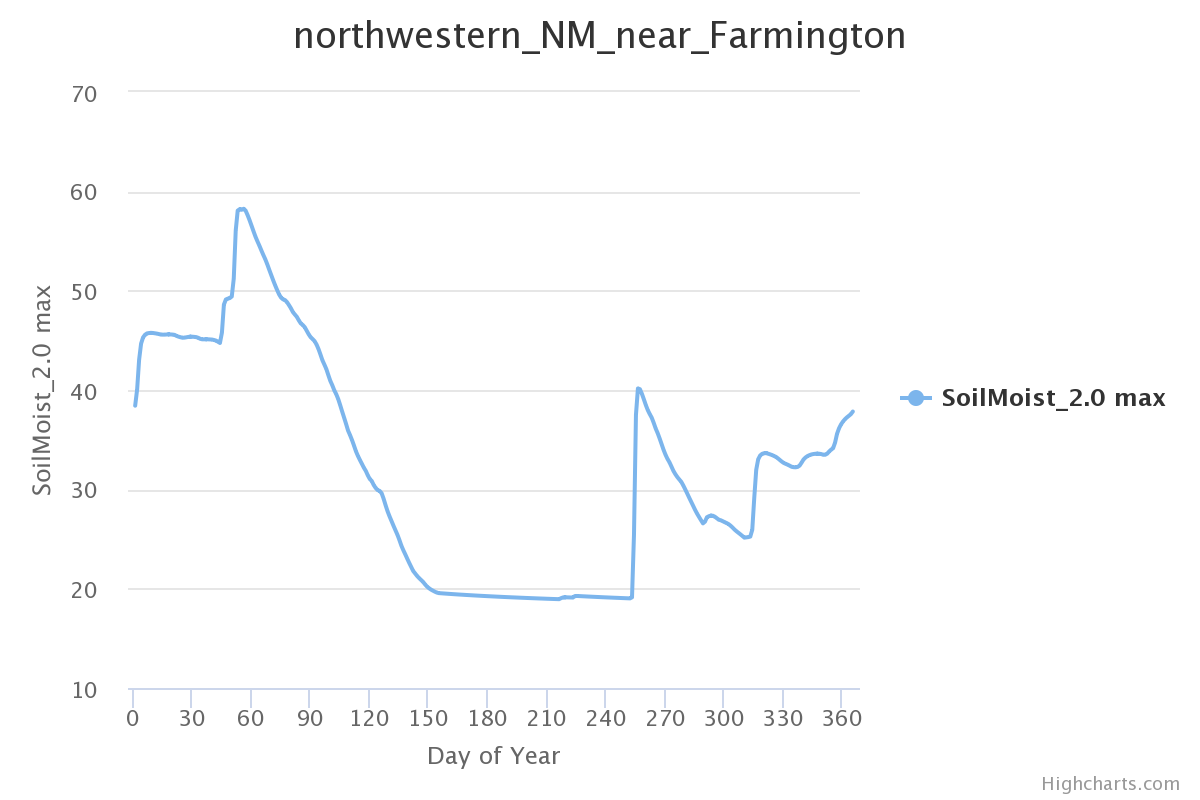 northwestern_NM_near_Farmington
70
60
50
40
30
20
10
SoilMoist_2.0 max
0 30 60 90 120 150 180 210 240 270 300 330 360
Day of Year
SoilMoist_2.0 max
Highcharts.com